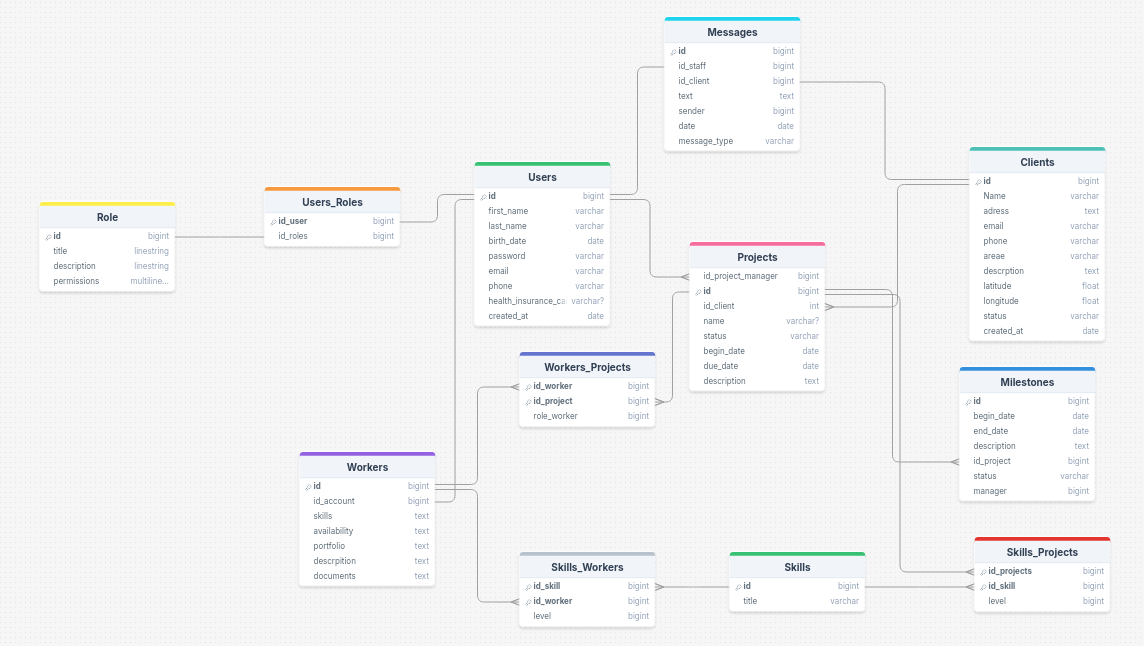 Messages
id bigint
id_staff bigint
id_client bigint
text text
sender bigint
date date
message_type varchar
Clients
id bigint
Name varchar
adress text
email varchar
phone varchar
areae varchar
descrption text
latitude float
longitude float
status varchar
created_at date
Users
id bigint
first_name varchar
last_name varchar
birth_date date
password varchar
email varchar
phone varchar
health_insurance_ca varchar?
created_at date
Users_Roles
id_user bigint
id_roles bigint
Role
id bigint
title linestring
description linestring
permissions multiline...
Projects
id_project_manager bigint
id bigint
id_client int
name varchar?
status varchar
begin_date date
due_date date
description text
Workers_Projects
id_worker bigint
id_project bigint
role_worker bigint
Milestones
id bigint
begin_date date
end_date date
description text
id_project bigint
status varchar
manager bigint
Workers
id bigint
id_account bigint
skills text
availability text
portfolio text
descrpition text
documents text
Skills_Workers
id_skill bigint
id_worker bigint
level bigint
Skills
id bigint
title varchar
Skills_Projects
id_projects bigint
id_skill bigint
level bigint